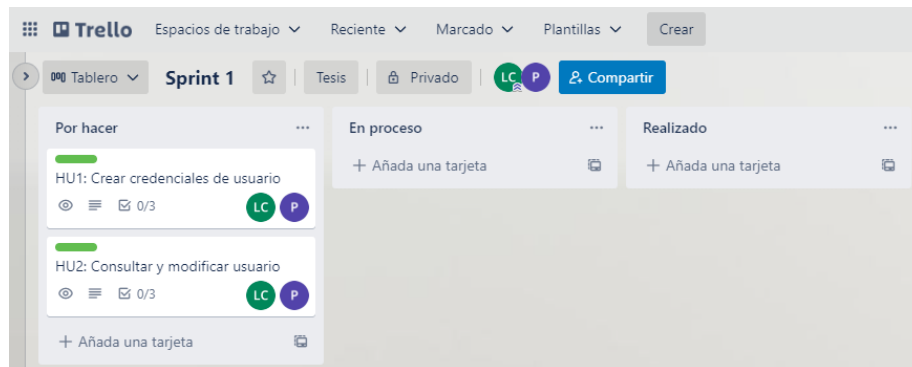 Trello Espacios de trabajo Reciente Marcado Plantillas Crear
Tablero Sprint 1 Tesis Privado LC P Compartir
Por hacer
HU1: Crear credenciales de usuario
0/3 LC P
HU2: Consultar y modificar usuario
0/3 LC P
+ Añada una tarjeta
En proceso
+ Añada una tarjeta
Realizado
+ Añada una tarjeta